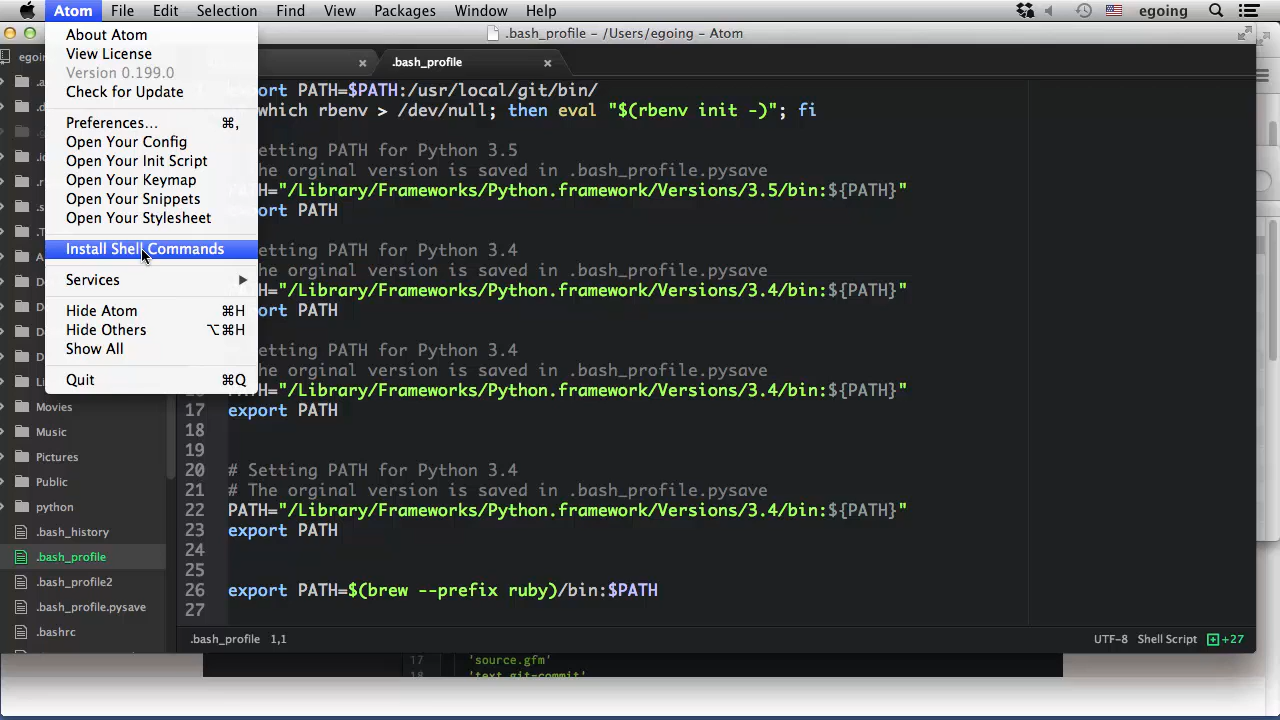 Atom File Edit Selection Find View Packages Window Help egoing
.bash_profile - /Users/egoing - Atom
About Atom
View License
Version 0.199.0
Check for Update
Preferences... ⌘,
Open Your Config
Open Your Init Script
Open Your Keymap
Open Your Snippets
Open Your Stylesheet
Install Shell Commands
Services
Hide Atom ⌘H
Hide Others ⌥⌘H
Show All
Quit ⌘Q
egoing
Movies
Music
Pictures
Public
python
.bash_history
.bash_profile
.bash_profile2
.bash_profile.pysave
.bashrc
.bash_profile
export PATH=$PATH:/usr/local/git/bin/
which rbenv > /dev/null; then eval "$(rbenv init -)"; fi
etting PATH for Python 3.5
he orginal version is saved in .bash_profile.pysave
PATH="/Library/Frameworks/Python.framework/Versions/3.5/bin:${PATH}"
export PATH
etting PATH for Python 3.4
he orginal version is saved in .bash_profile.pysave
PATH="/Library/Frameworks/Python.framework/Versions/3.4/bin:${PATH}"
export PATH
etting PATH for Python 3.4
he orginal version is saved in .bash_profile.pysave
PATH="/Library/Frameworks/Python.framework/Versions/3.4/bin:${PATH}"
17 export PATH
18
19
20 # Setting PATH for Python 3.4
21 # The orginal version is saved in .bash_profile.pysave
22 PATH="/Library/Frameworks/Python.framework/Versions/3.4/bin:${PATH}"
23 export PATH
24
25
26 export PATH=$(brew --prefix ruby)/bin:$PATH
27
.bash_profile 1,1 UTF-8 Shell Script +27
17 'source.gfm'
18 'text.git-commit'